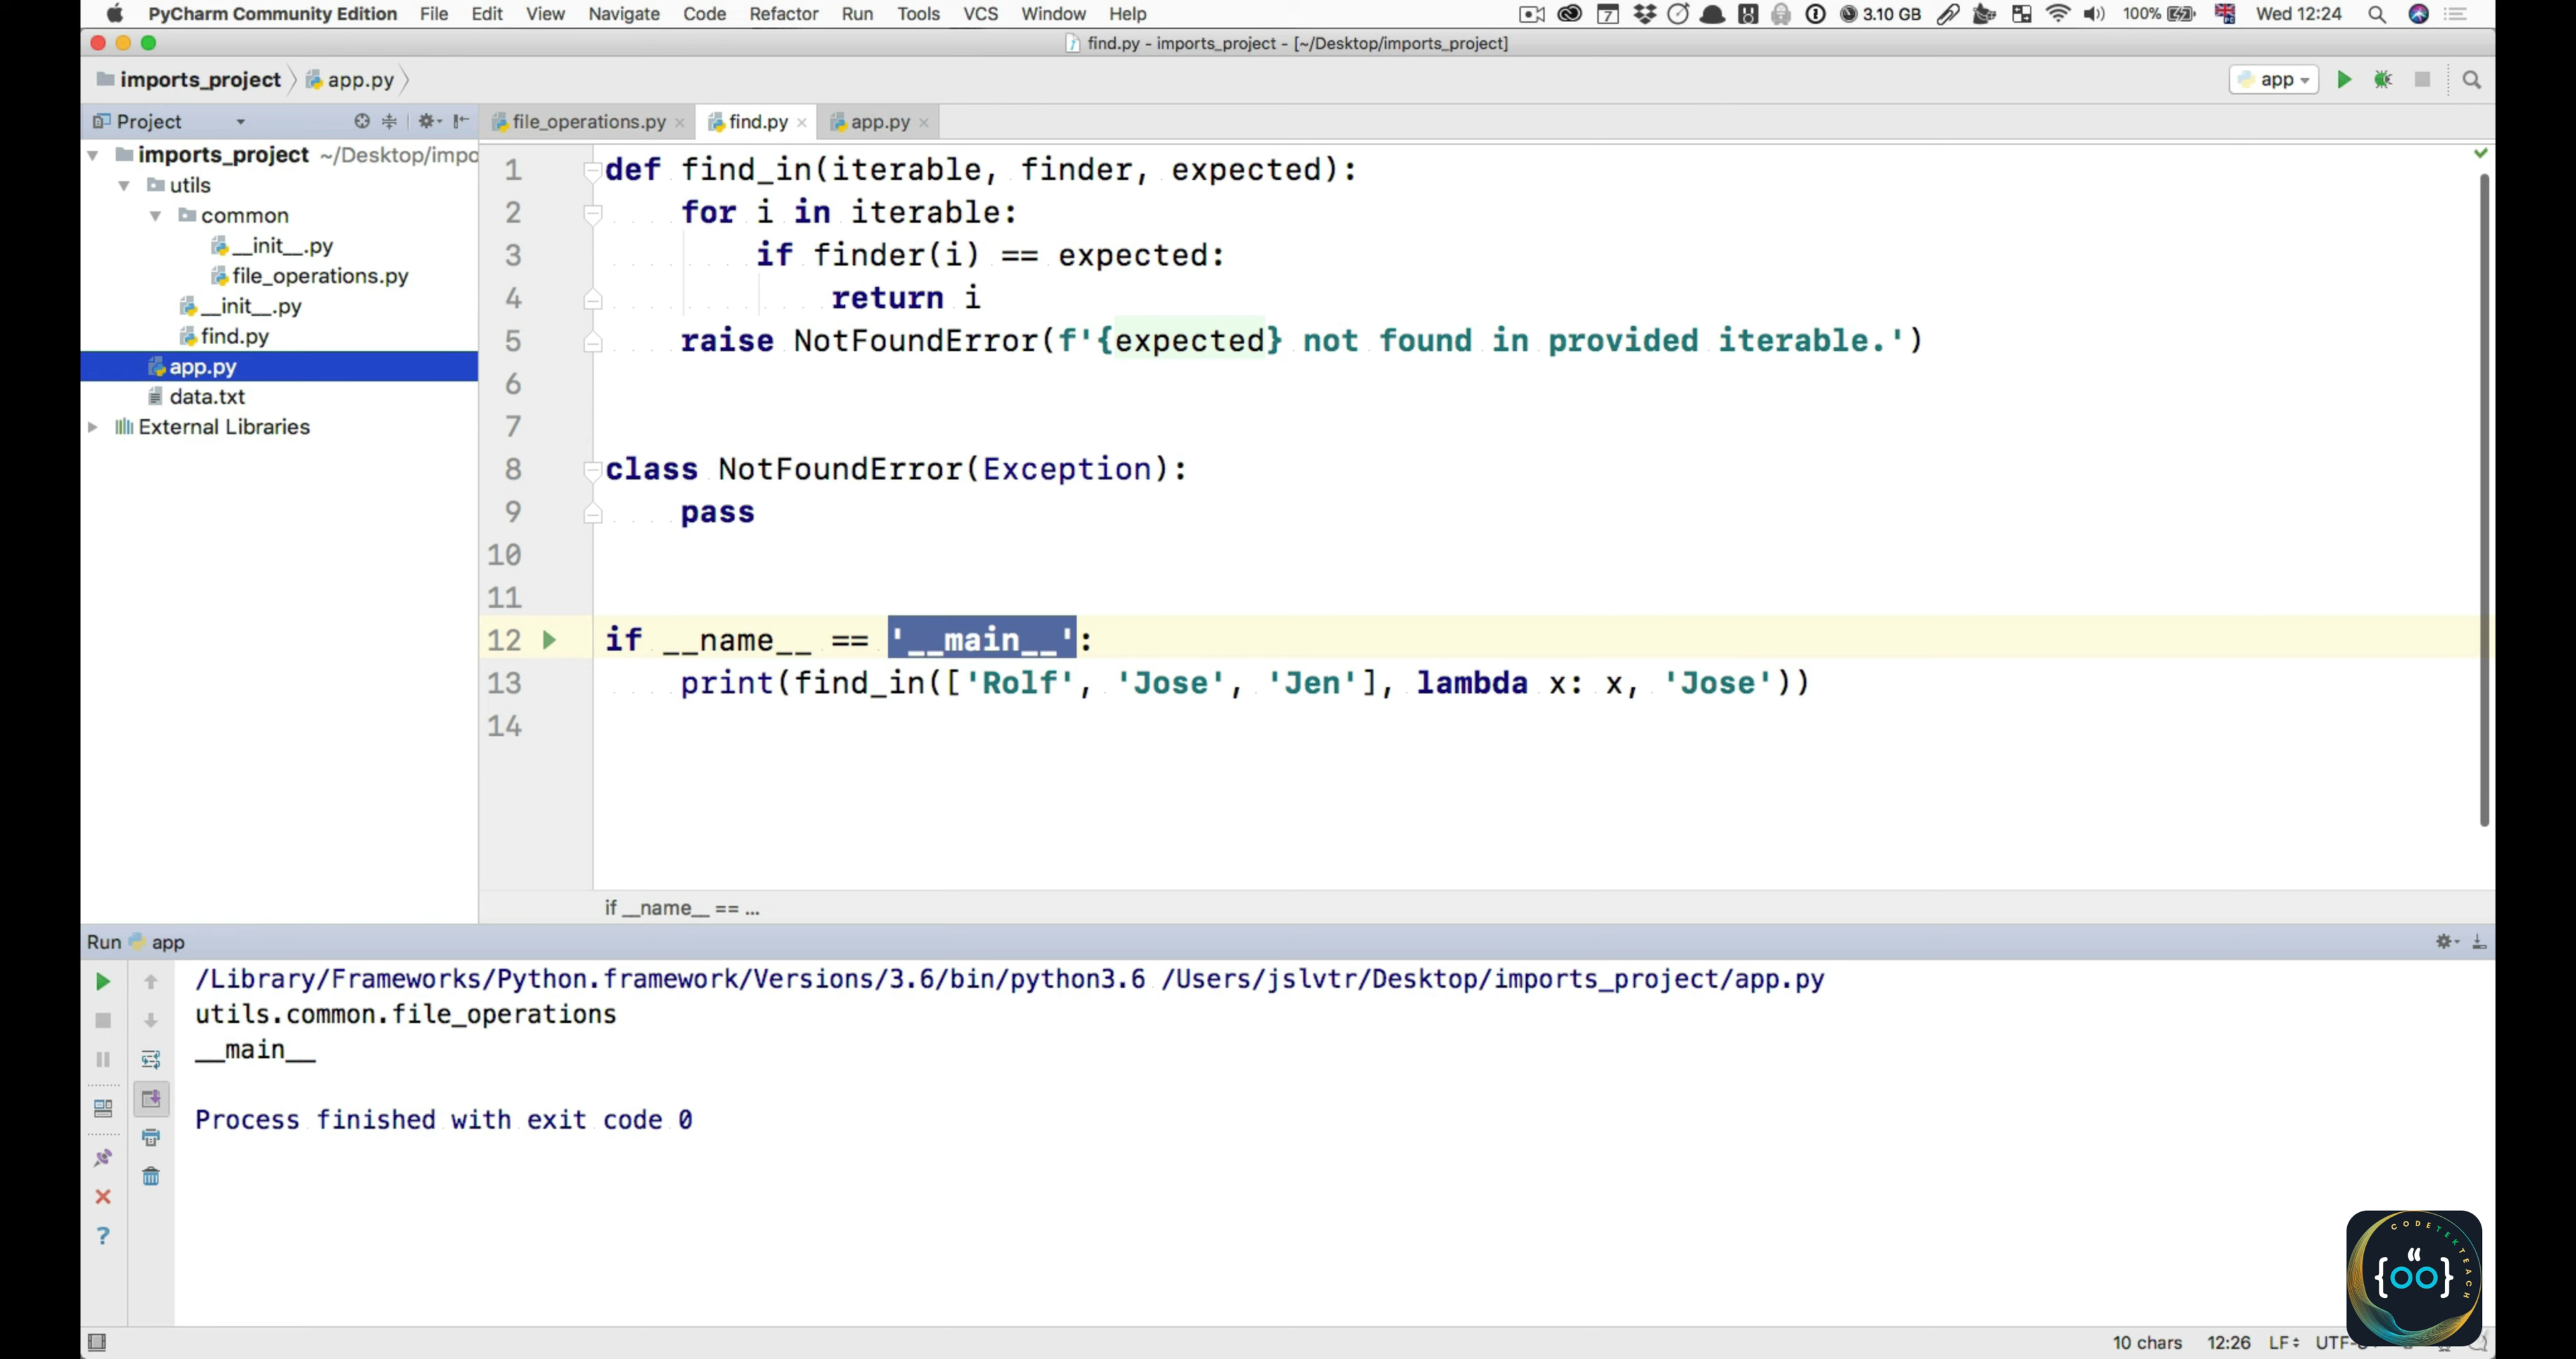 PyCharm Community Edition File Edit View Navigate Code Refactor Run Tools VCS Window Help 7 3.10 GB 100% Wed 12:24
find.py - imports_project - [~/Desktop/imports_project]
imports_project app.py app
Project
file_operations.py find.py app.py
imports_project ~/Desktop/impo
utils
common
__init__.py
file_operations.py
__init__.py
find.py
app.py
data.txt
External Libraries
1 def find_in(iterable, finder, expected):
2 for i in iterable:
3 if finder(i) == expected:
4 return i
5 raise NotFoundError(f'{expected} not found in provided iterable.')
6
7
8 class NotFoundError(Exception):
9 pass
10
11
12 if __name__ == '__main__':
13 print(find_in(['Rolf', 'Jose', 'Jen'], lambda x: x, 'Jose'))
14
if __name__ == ...
Run app
/Library/Frameworks/Python.framework/Versions/3.6/bin/python3.6 /Users/jslvtr/Desktop/imports_project/app.py
utils.common.file_operations
__main__
Process finished with exit code 0
CODETEKTEACH
10 chars 12:26 LF UTF-